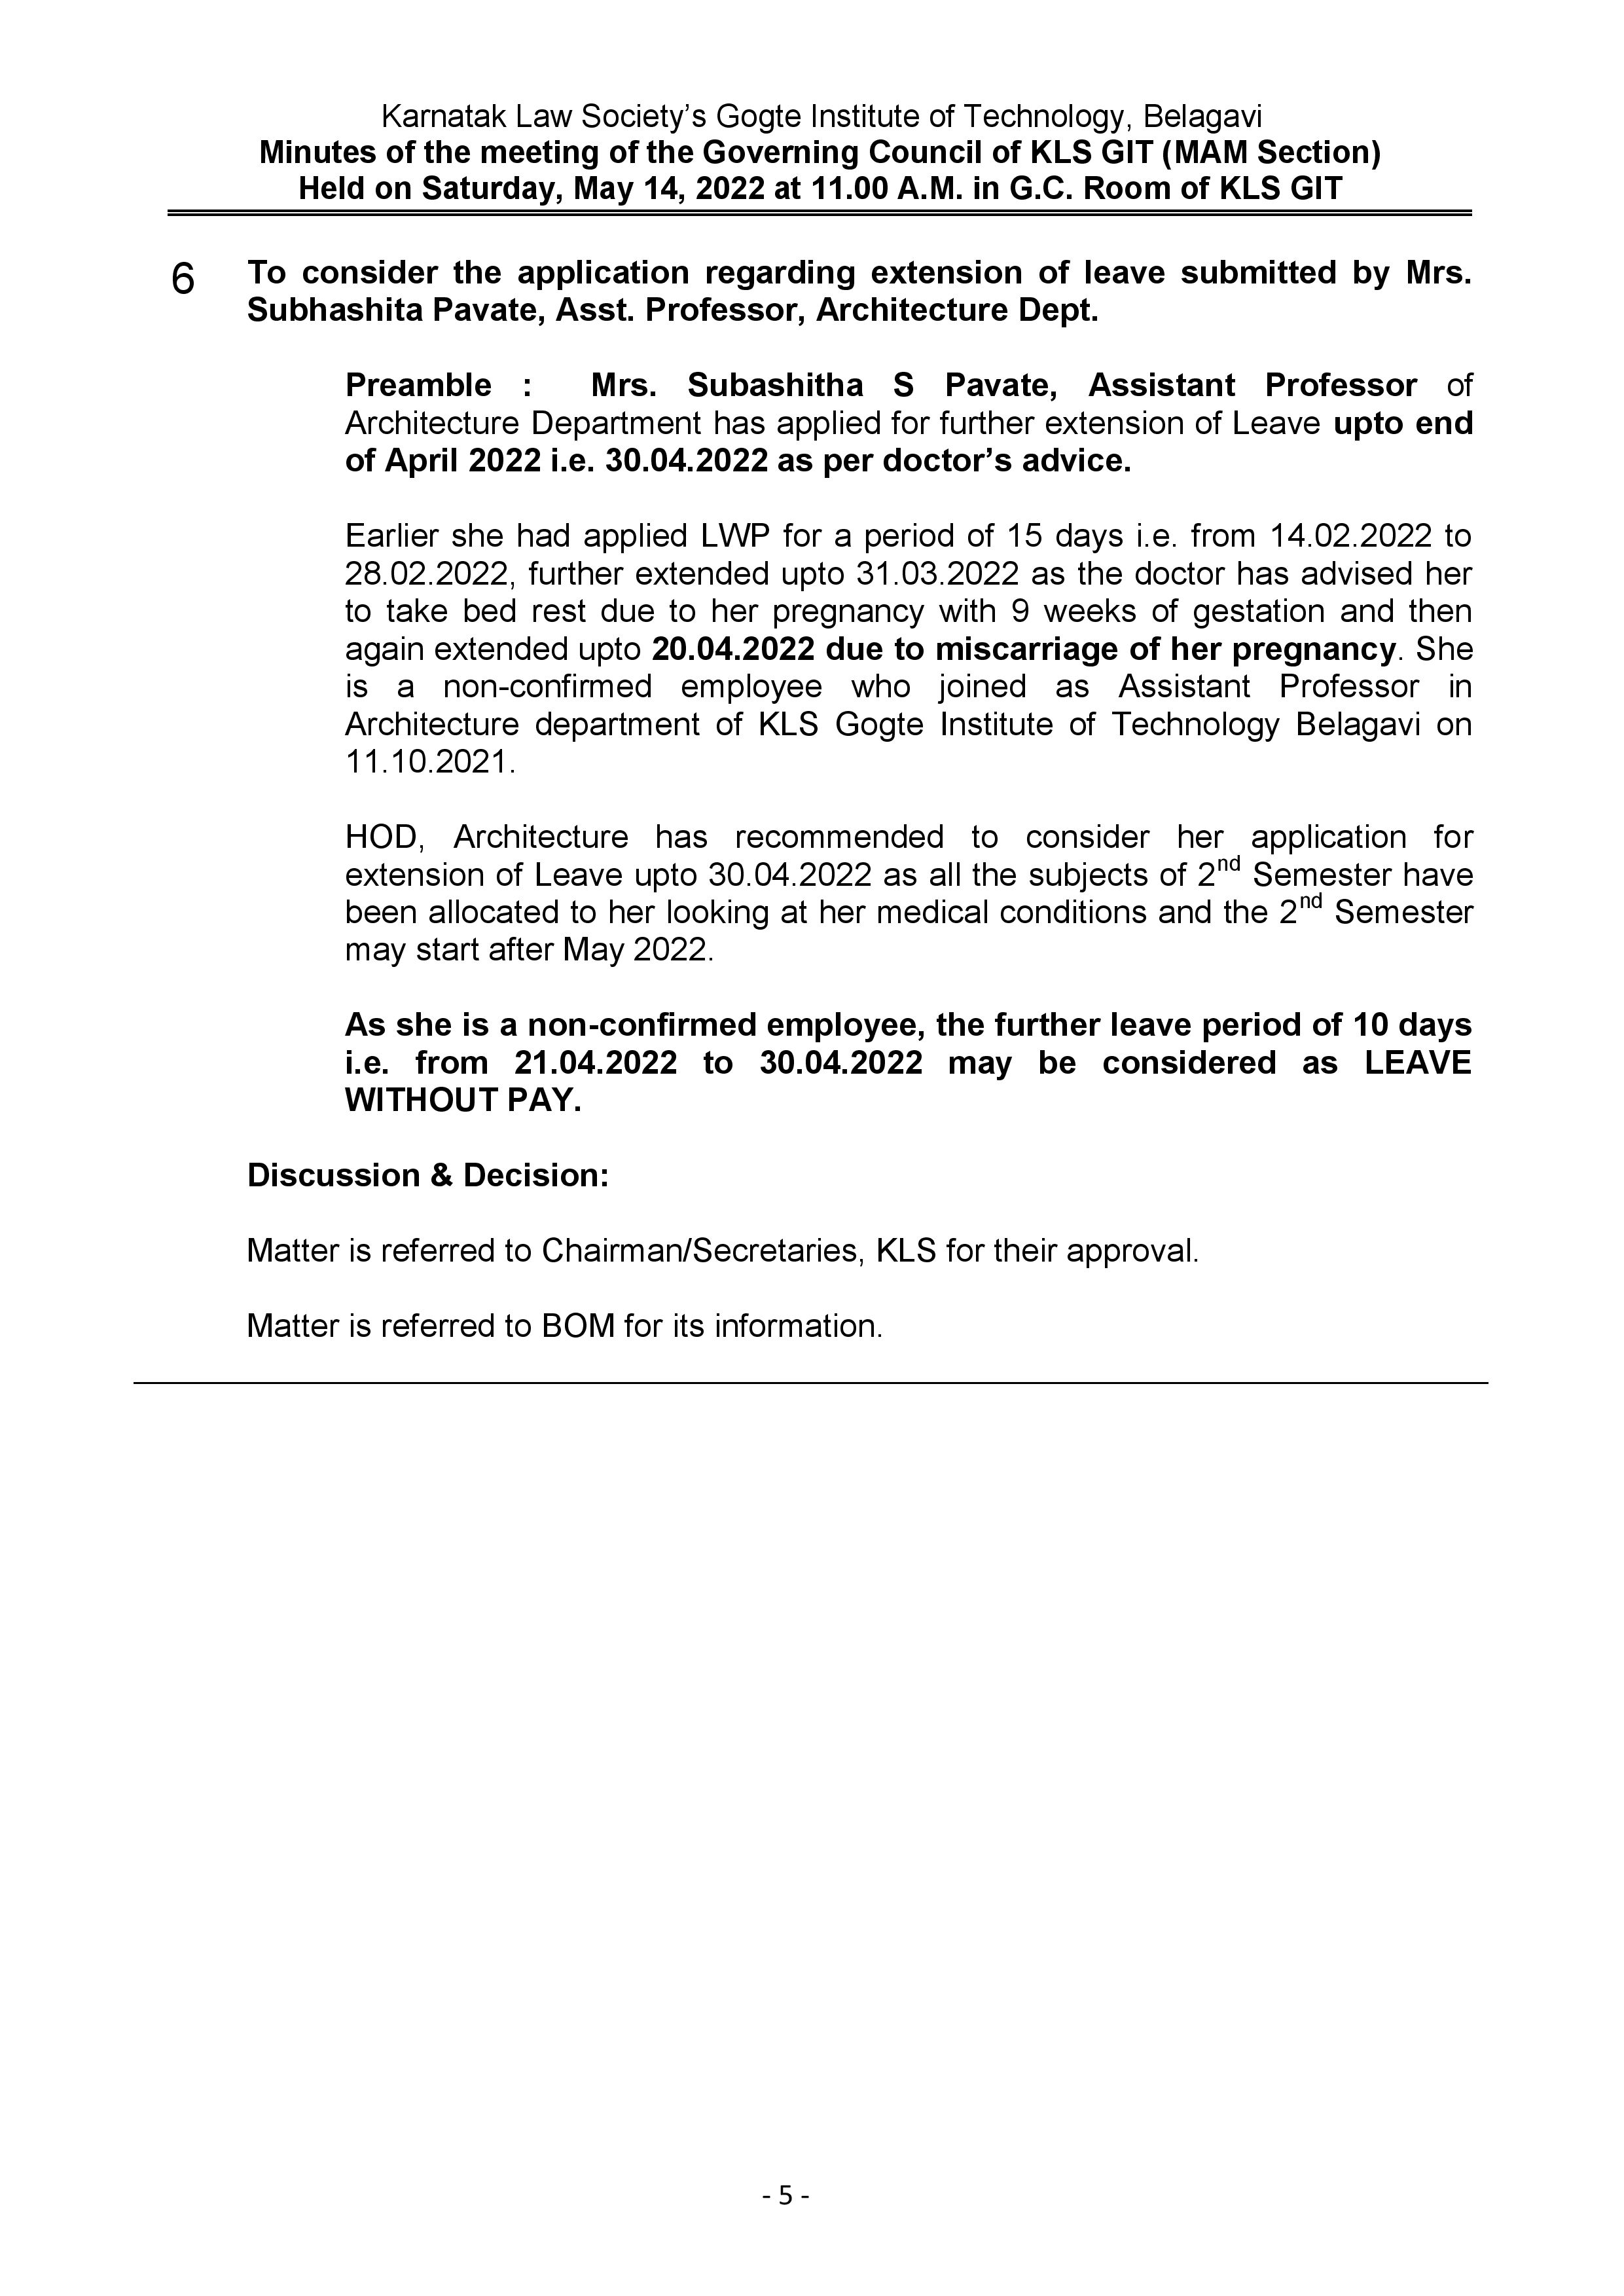 Karnatak Law Society’s Gogte Institute of Technology, Belagavi
Minutes of the meeting of the Governing Council of KLS GIT (MAM Section)
Held on Saturday, May 14, 2022 at 11.00 A.M. in G.C. Room of KLS GIT
6 To consider the application regarding extension of leave submitted by Mrs.
Subhashita Pavate, Asst. Professor, Architecture Dept.
Preamble : Mrs. Subashitha S Pavate, Assistant Professor of
Architecture Department has applied for further extension of Leave upto end
of April 2022 i.e. 30.04.2022 as per doctor’s advice.
Earlier she had applied LWP for a period of 15 days i.e. from 14.02.2022 to
28.02.2022, further extended upto 31.03.2022 as the doctor has advised her
to take bed rest due to her pregnancy with 9 weeks of gestation and then
again extended upto 20.04.2022 due to miscarriage of her pregnancy. She
is a non-confirmed employee who joined as Assistant Professor in
Architecture department of KLS Gogte Institute of Technology Belagavi on
11.10.2021.
HOD, Architecture has recommended to consider her application for
extension of Leave upto 30.04.2022 as all the subjects of 2nd Semester have
been allocated to her looking at her medical conditions and the 2nd Semester
may start after May 2022.
As she is a non-confirmed employee, the further leave period of 10 days
i.e. from 21.04.2022 to 30.04.2022 may be considered as LEAVE
WITHOUT PAY.
Discussion & Decision:
Matter is referred to Chairman/Secretaries, KLS for their approval.
Matter is referred to BOM for its information.
- 5 -